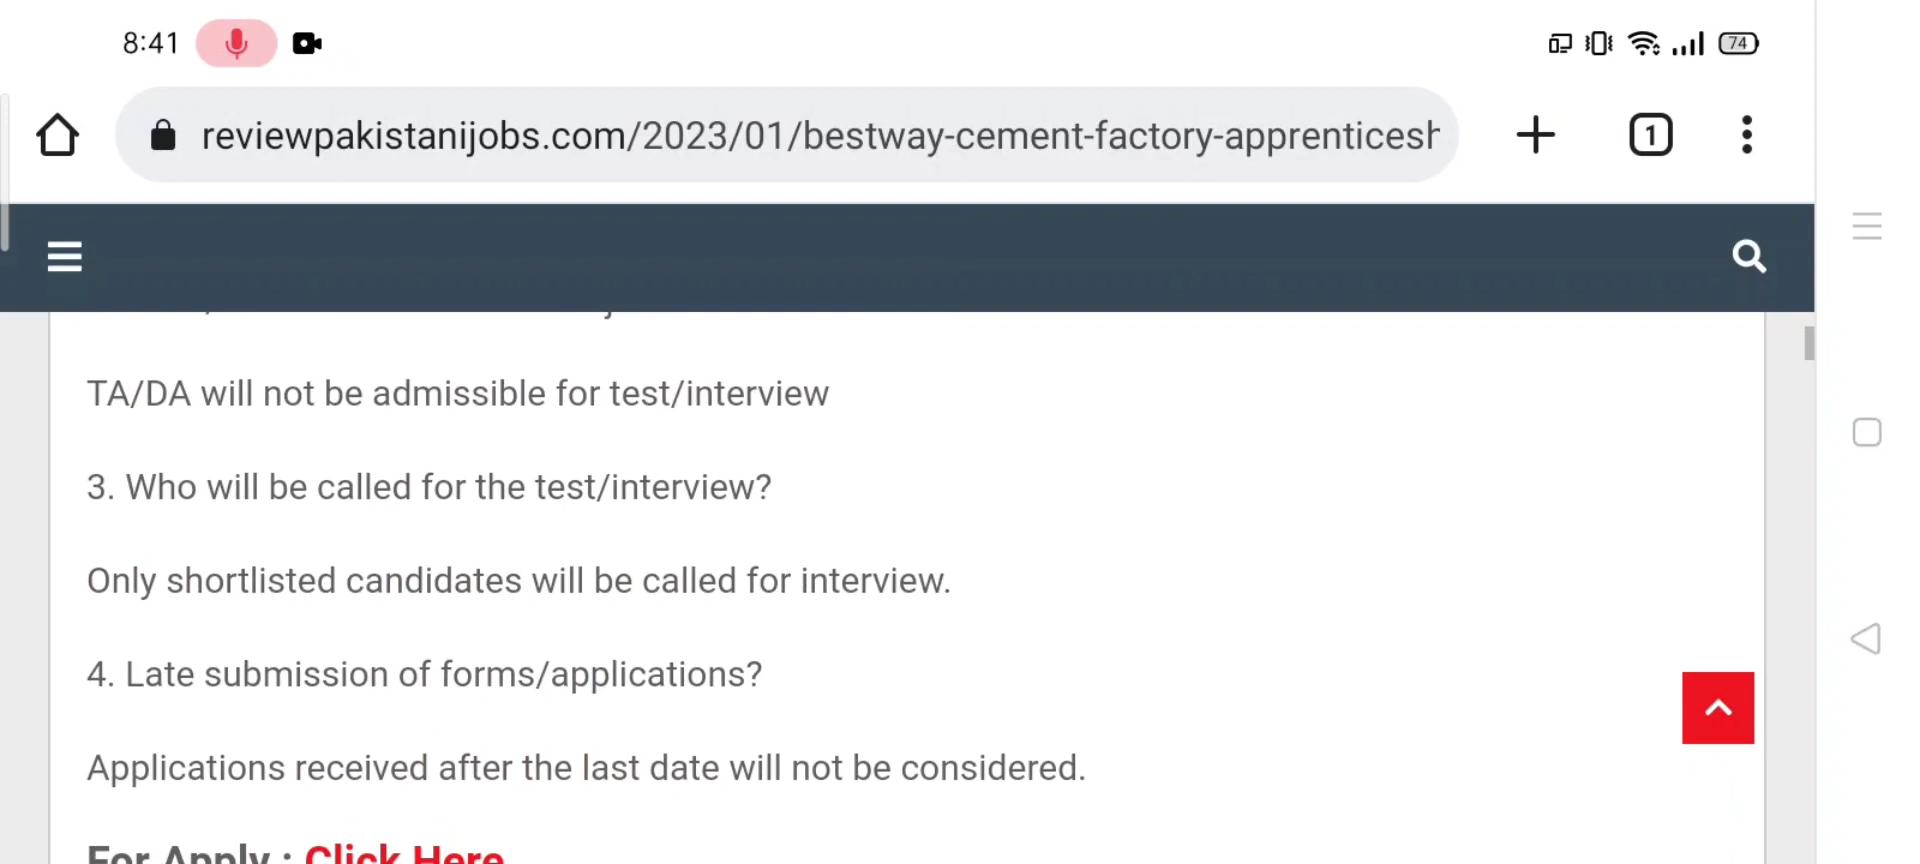 8:41
74
reviewpakistanijobs.com/2023/01/bestway-cement-factory-apprenticesh
1
TA/DA will not be admissible for test/interview
3. Who will be called for the test/interview?
Only shortlisted candidates will be called for interview.
4. Late submission of forms/applications?
Applications received after the last date will not be considered.
For Apply : Click Here